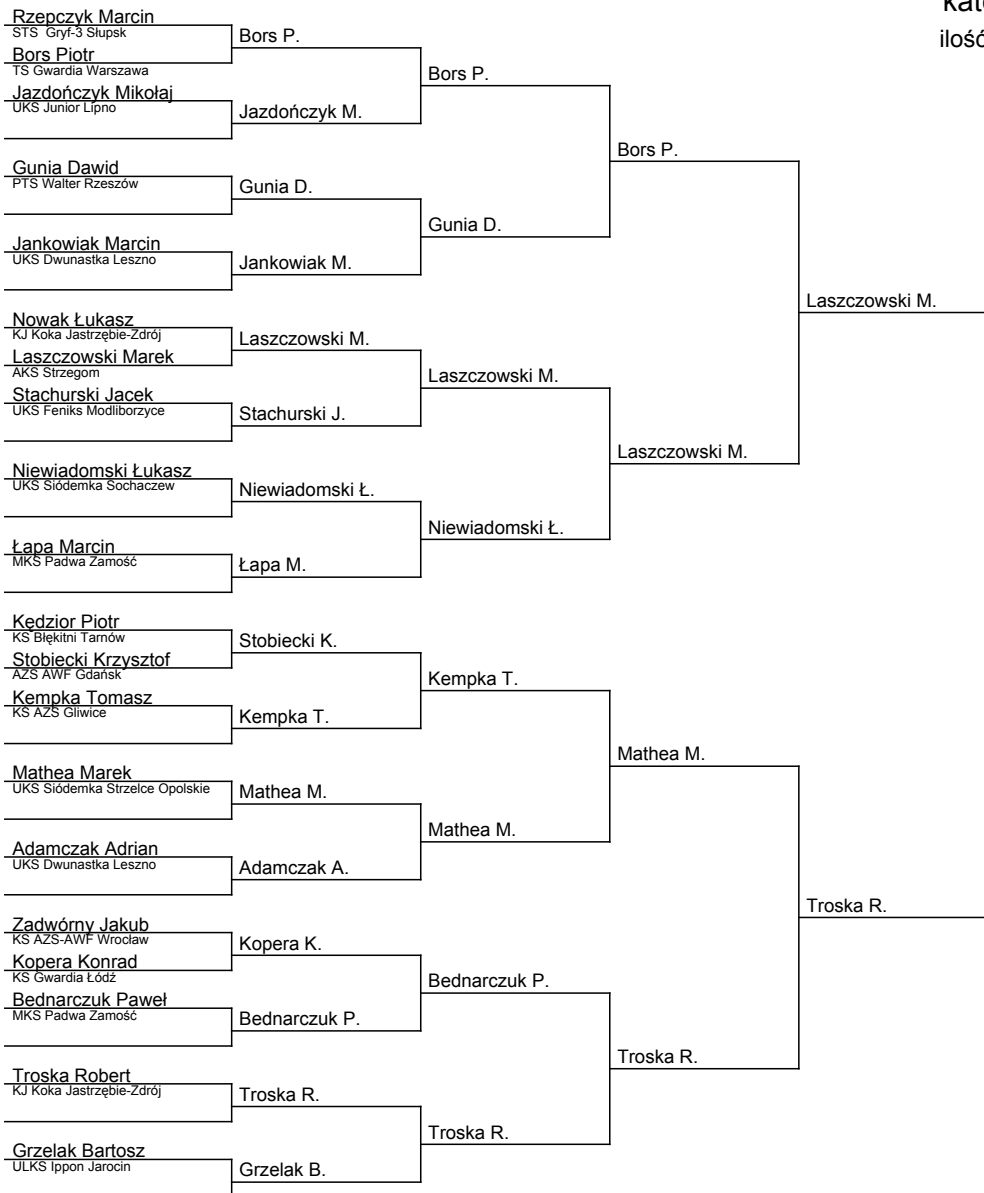 kate
ilość
Rzepczyk Marcin
STS Gryf-3 Słupsk
Bors Piotr
TS Gwardia Warszawa
Jazdończyk Mikołaj
UKS Junior Lipno
Gunia Dawid
PTS Walter Rzeszów
Jankowiak Marcin
UKS Dwunastka Leszno
Nowak Łukasz
KJ Koka Jastrzębie-Zdrój
Laszczowski Marek
AKS Strzegom
Stachurski Jacek
UKS Feniks Modliborzyce
Niewiadomski Łukasz
UKS Siódemka Sochaczew
Łapa Marcin
MKS Padwa Zamość
Kędzior Piotr
KS Błękitni Tarnów
Stobiecki Krzysztof
AZS AWF Gdańsk
Kempka Tomasz
KS AZS Gliwice
Mathea Marek
UKS Siódemka Strzelce Opolskie
Adamczak Adrian
UKS Dwunastka Leszno
Zadwórny Jakub
KS AZS-AWF Wrocław
Kopera Konrad
KS Gwardia Łódź
Bednarczuk Paweł
MKS Padwa Zamość
Troska Robert
KJ Koka Jastrzębie-Zdrój
Grzelak Bartosz
ULKS Ippon Jarocin
Bors P.
Jazdończyk M.
Gunia D.
Jankowiak M.
Laszczowski M.
Stachurski J.
Niewiadomski Ł.
Łapa M.
Stobiecki K.
Kempka T.
Mathea M.
Adamczak A.
Kopera K.
Bednarczuk P.
Troska R.
Grzelak B.
Bors P.
Gunia D.
Laszczowski M.
Niewiadomski Ł.
Kempka T.
Mathea M.
Bednarczuk P.
Troska R.
Bors P.
Laszczowski M.
Mathea M.
Troska R.
Laszczowski M.
Troska R.